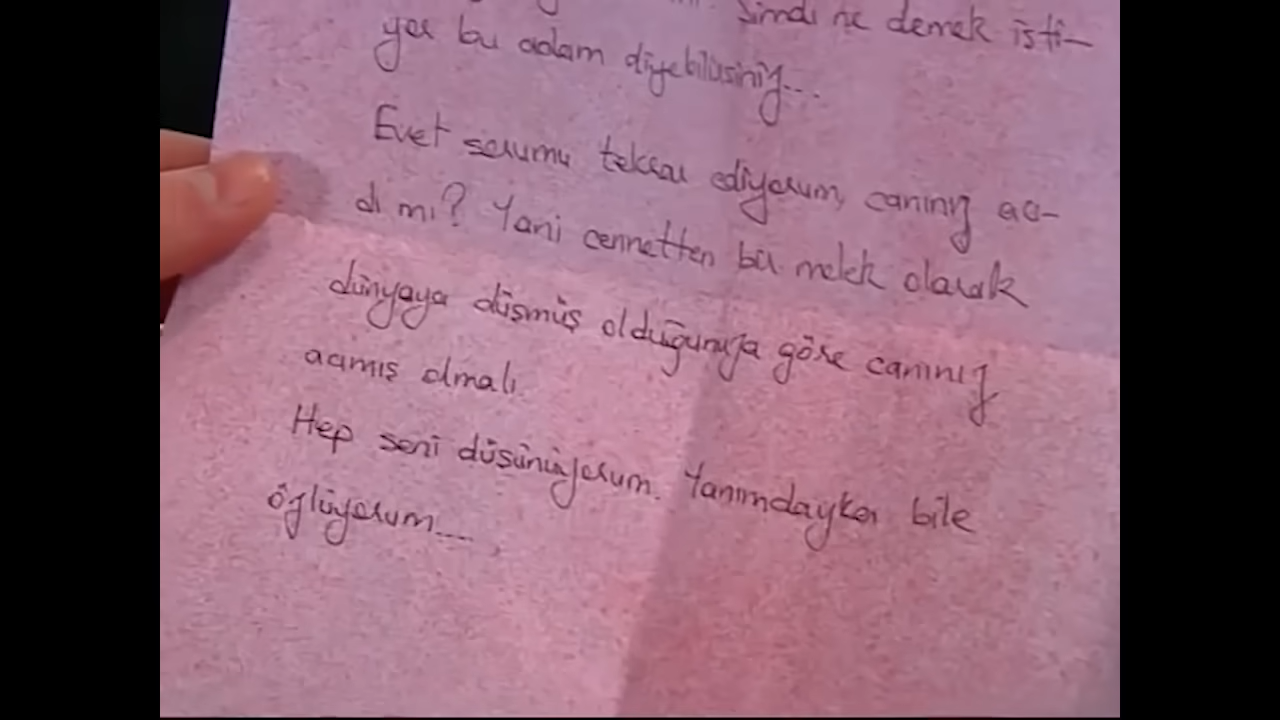 Şimdi ne demek isti-
yor bu adam diyebilirsiniz...
Evet sorumu tekrar ediyorum, canınız acı-
dı mı? Yani cennetten bir melek olarak
dünyaya düşmüş olduğunuza göre canınız
acımış olmalı
Hep seni düşünüyorum. Yanımdayken bile
özlüyorum....